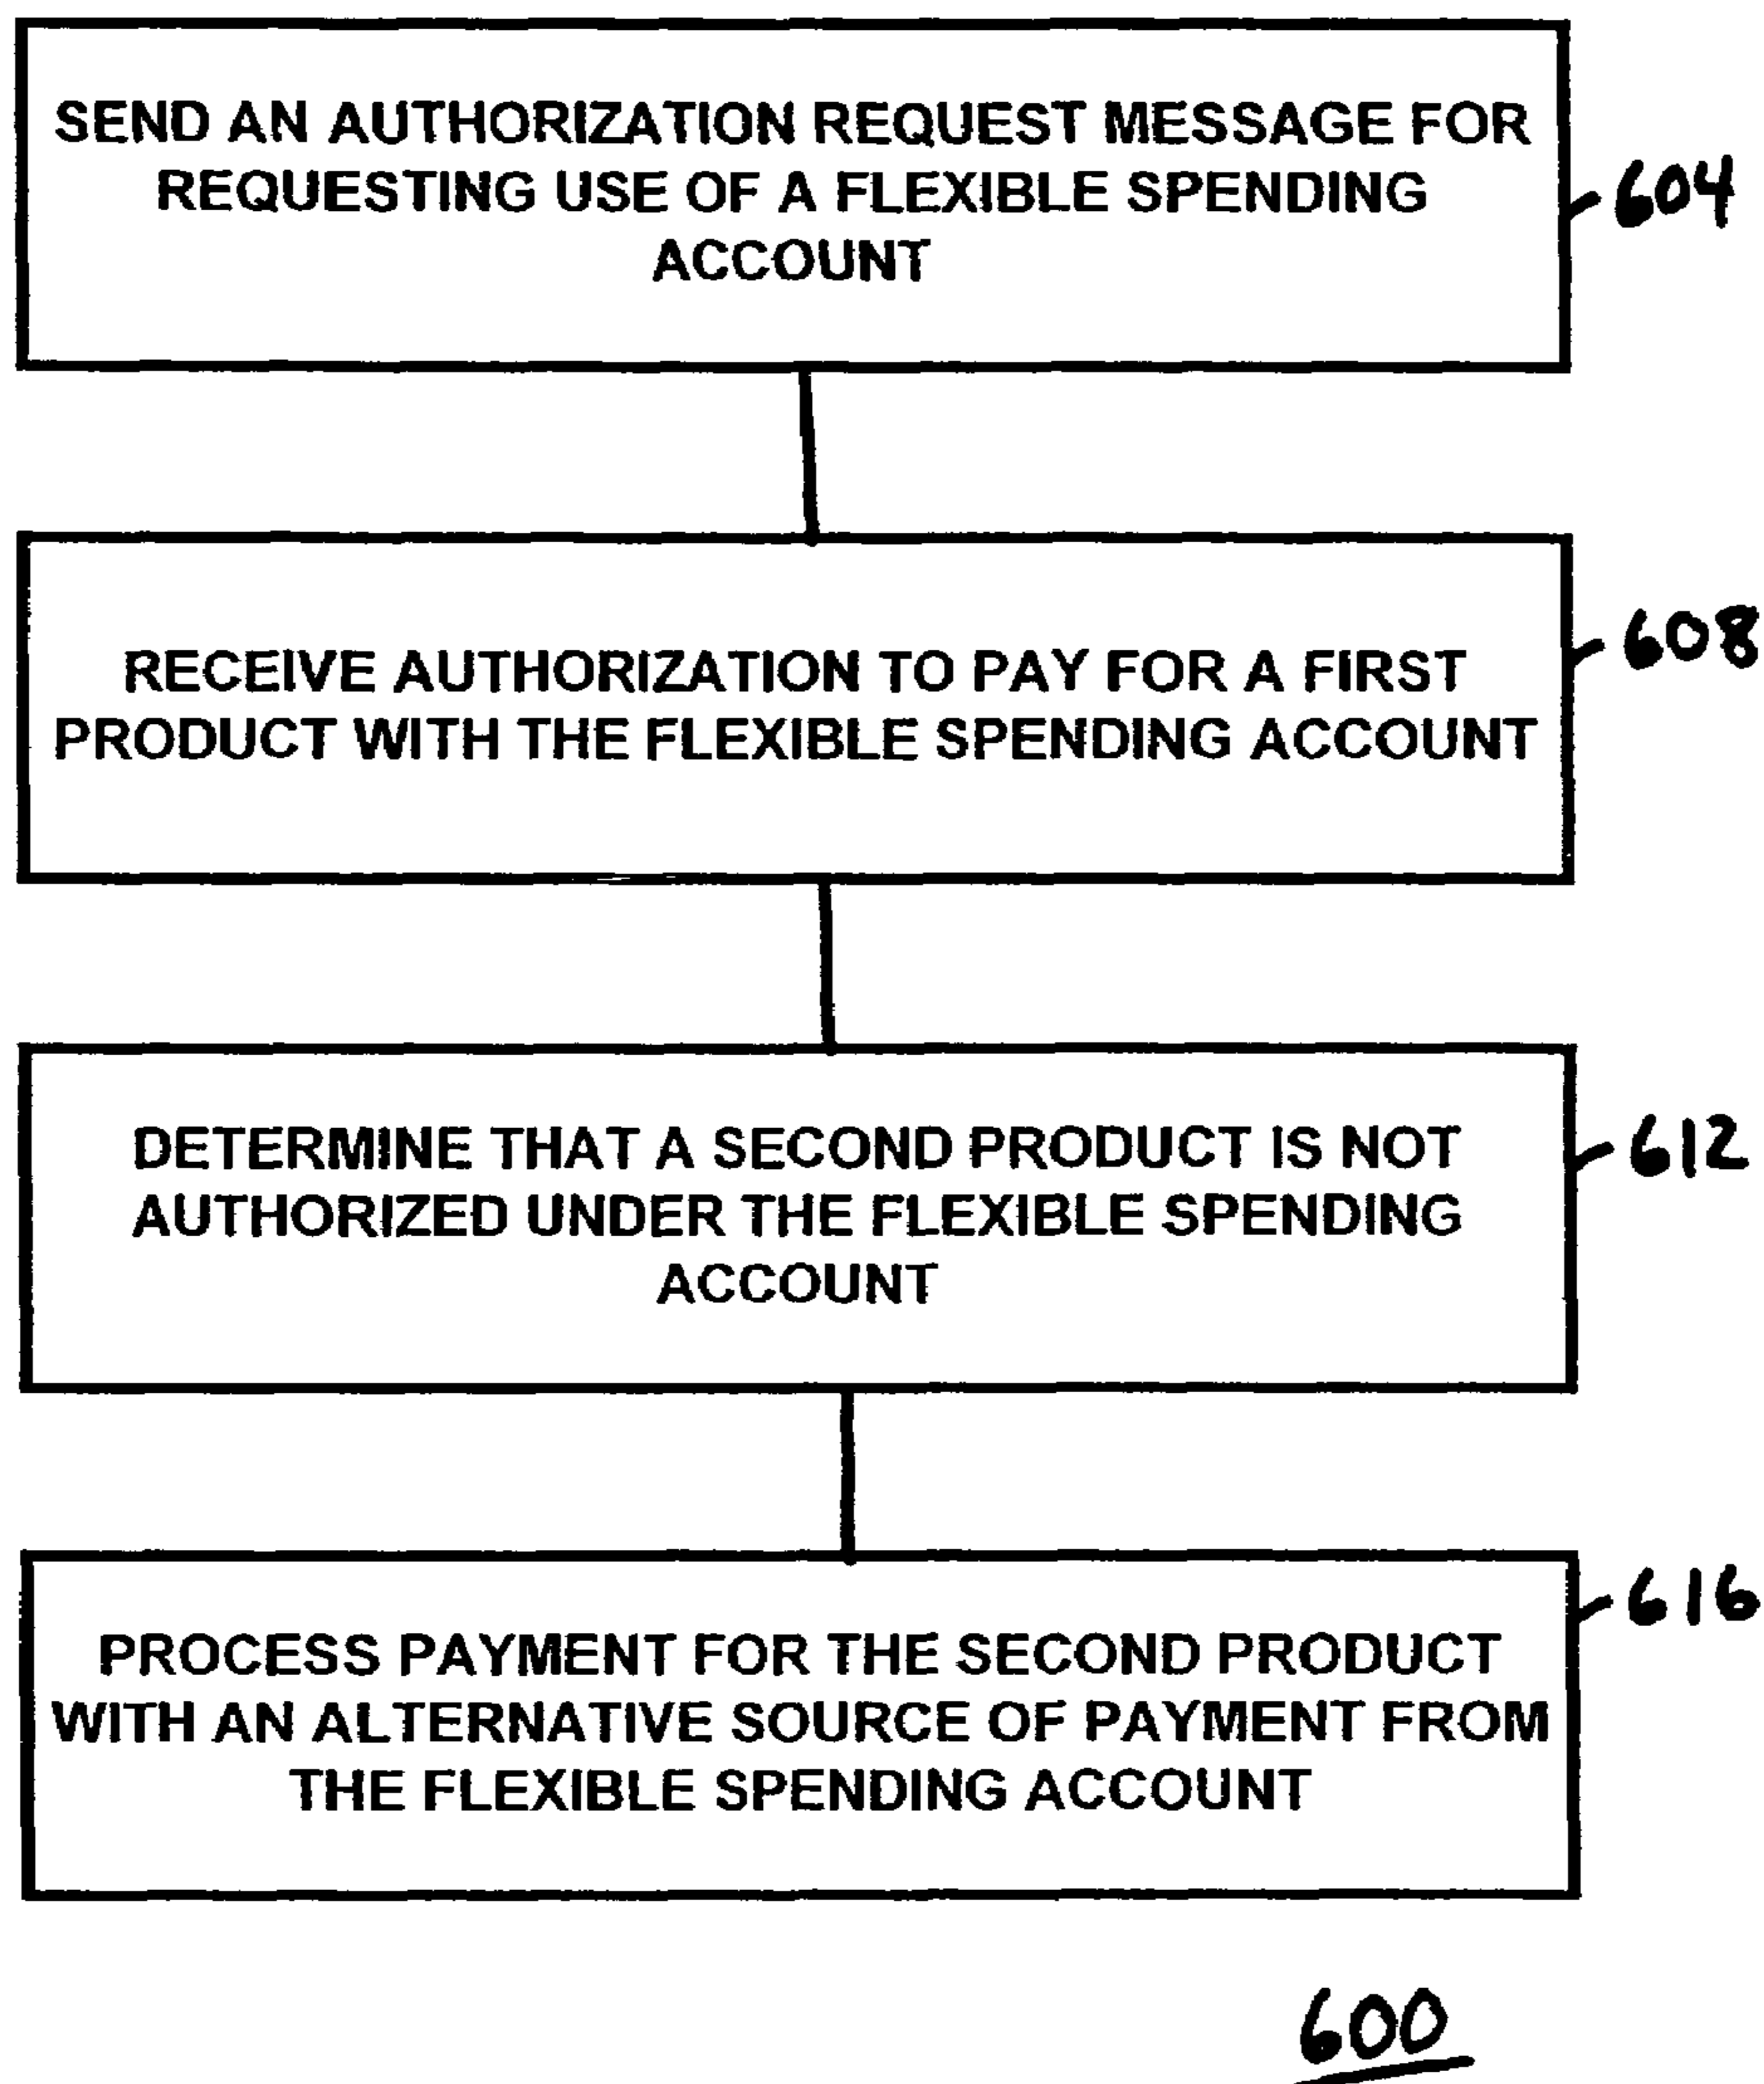 SEND AN AUTHORIZATION REQUEST MESSAGE FOR
REQUESTING USE OF A FLEXIBLE SPENDING
ACCOUNT
604
RECEIVE AUTHORIZATION TO PAY FOR A FIRST
PRODUCT WITH THE FLEXIBLE SPENDING ACCOUNT
608
DETERMINE THAT A SECOND PRODUCT IS NOT
AUTHORIZED UNDER THE FLEXIBLE SPENDING
ACCOUNT
612
PROCESS PAYMENT FOR THE SECOND PRODUCT
WITH AN ALTERNATIVE SOURCE OF PAYMENT FROM
THE FLEXIBLE SPENDING ACCOUNT
616
600